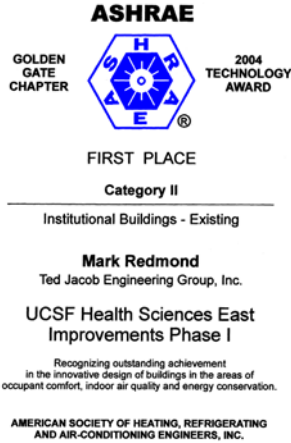 ASHRAE
GOLDEN
GATE
CHAPTER
ASHRAE
®
2004
TECHNOLOGY
AWARD
FIRST PLACE
Category II
Institutional Buildings - Existing
Mark Redmond
Ted Jacob Engineering Group, Inc.
UCSF Health Sciences East
Improvements Phase I
Recognizing outstanding achievement
in the innovative design of buildings in the areas of
occupant comfort, indoor air quality and energy conservation.
AMERICAN SOCIETY OF HEATING, REFRIGERATING
AND AIR-CONDITIONING ENGINEERS, INC.